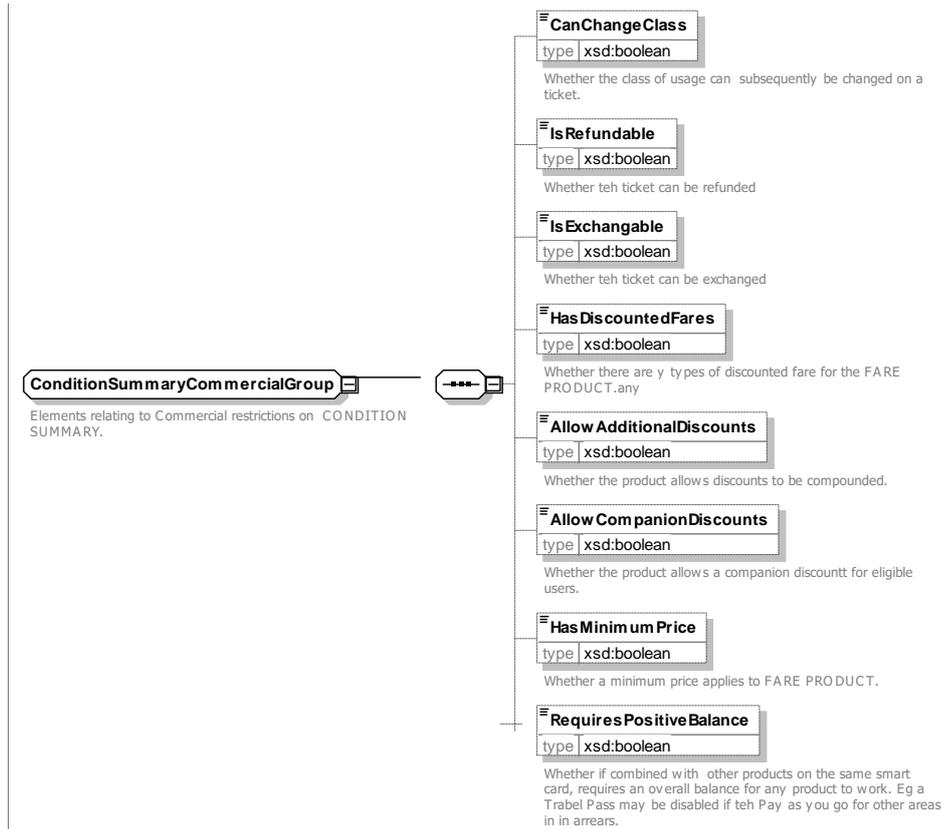 CanChangeClass
type xsd:boolean
Whether the class of usage can subsequently be changed on a
ticket.
IsRefundable
type xsd:boolean
Whether teh ticket can be refunded
IsExchangable
type xsd:boolean
Whether teh ticket can be exchanged
HasDiscountedFares
type xsd:boolean
Whether there are y types of discounted fare for the FARE
PRODUCT.any
ConditionSummaryCommercialGroup
Elements relating to Commercial restrictions on CONDITION
SUMMARY.
AllowAdditionalDiscounts
type xsd:boolean
Whether the product allows discounts to be compounded.
AllowCompanionDiscounts
type xsd:boolean
Whether the product allows a companion discountt for eligible
users.
HasMinimumPrice
type xsd:boolean
Whether a minimum price applies to FARE PRODUCT.
RequiresPositiveBalance
type xsd:boolean
Whether if combined with other products on the same smart
card, requires an overall balance for any product to work. Eg a
Trabel Pass may be disabled if teh Pay as you go for other areas
in in arrears.